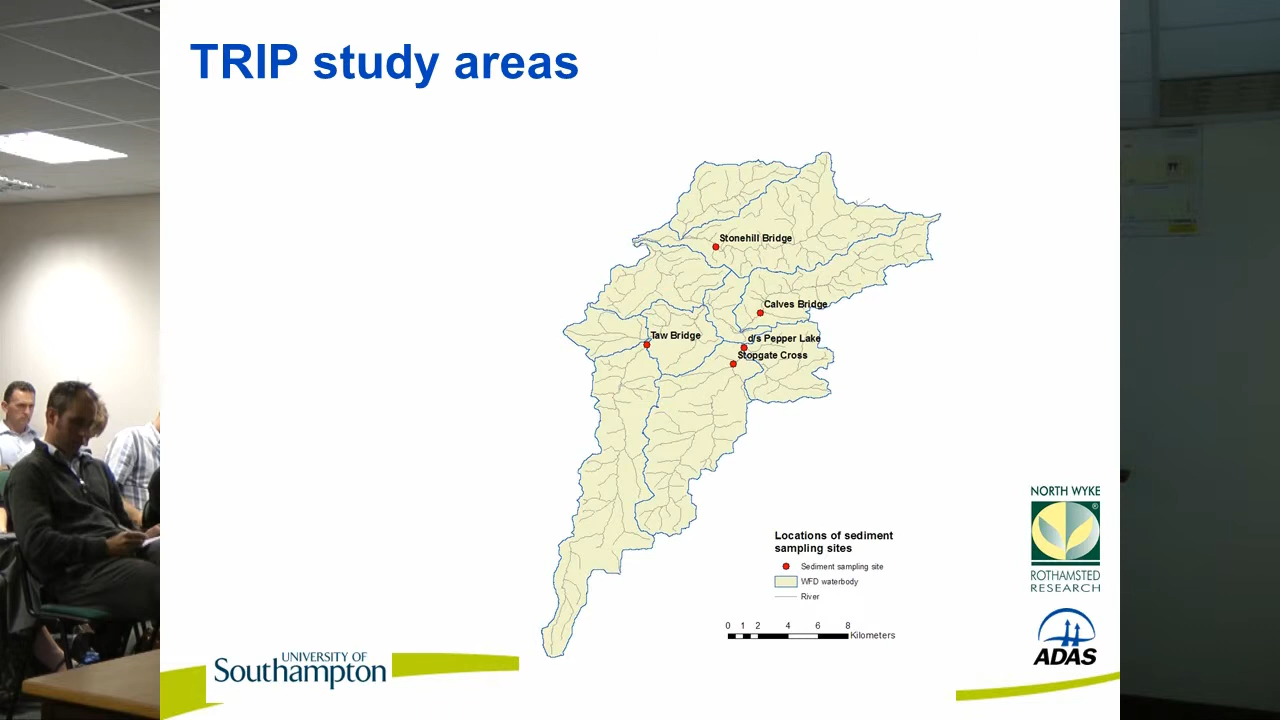 TRIP study areas
Stonehill Bridge
Calves Bridge
Taw Bridge
d/s Pepper Lake
Stopgate Cross
Locations of sediment
sampling sites
Sediment sampling site
WFD waterbody
River
0 1 2 4 6 8
Kilometers
NORTH WYKE
®
ROTHAMSTED
RESEARCH
ADAS
UNIVERSITY OF
Southampton